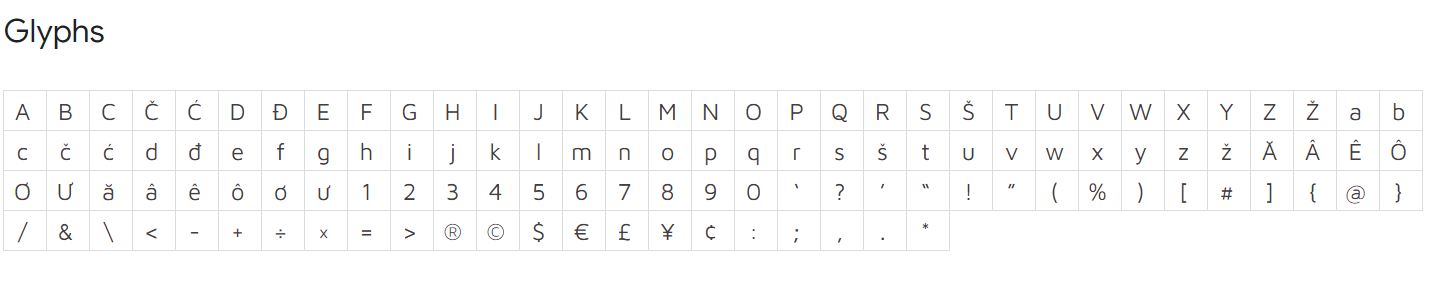 Glyphs
A B C Č Ć D Đ E F G H I J K L M N O P Q R S Š T U V W X Y Z Ž a b
c č ć d đ e f g h i j k l m n o p q r s š t u v w x y z ž Ă Â Ê Ô
Ơ Ư ă â ê ô ơ ư 1 2 3 4 5 6 7 8 9 0 ‘ ? ’ “ ! ” ( % ) [ # ] { @ }
/ & \ < - + ÷ × = > ® © $ € £ ¥ ¢ : ; , . *